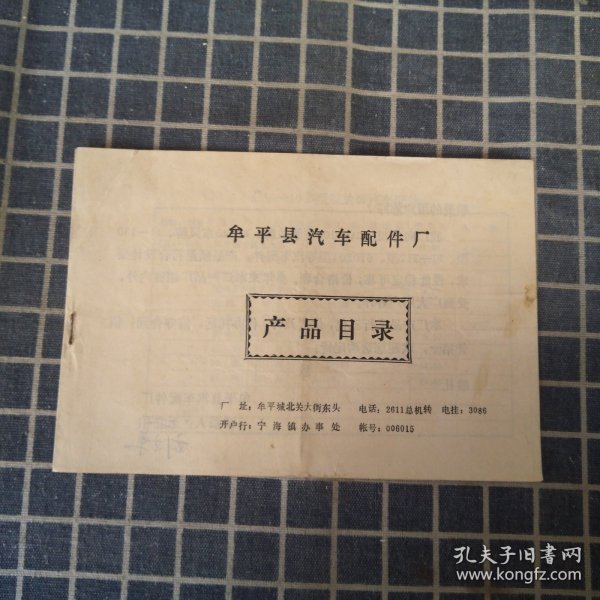 牟平县汽车配件厂
产品目录
厂 址：牟平城北关大街东头 电话：2611总机转 电挂：3086
开户行：宁海镇办事处 帐号：006015
孔夫子旧书网
www.kongfz.com